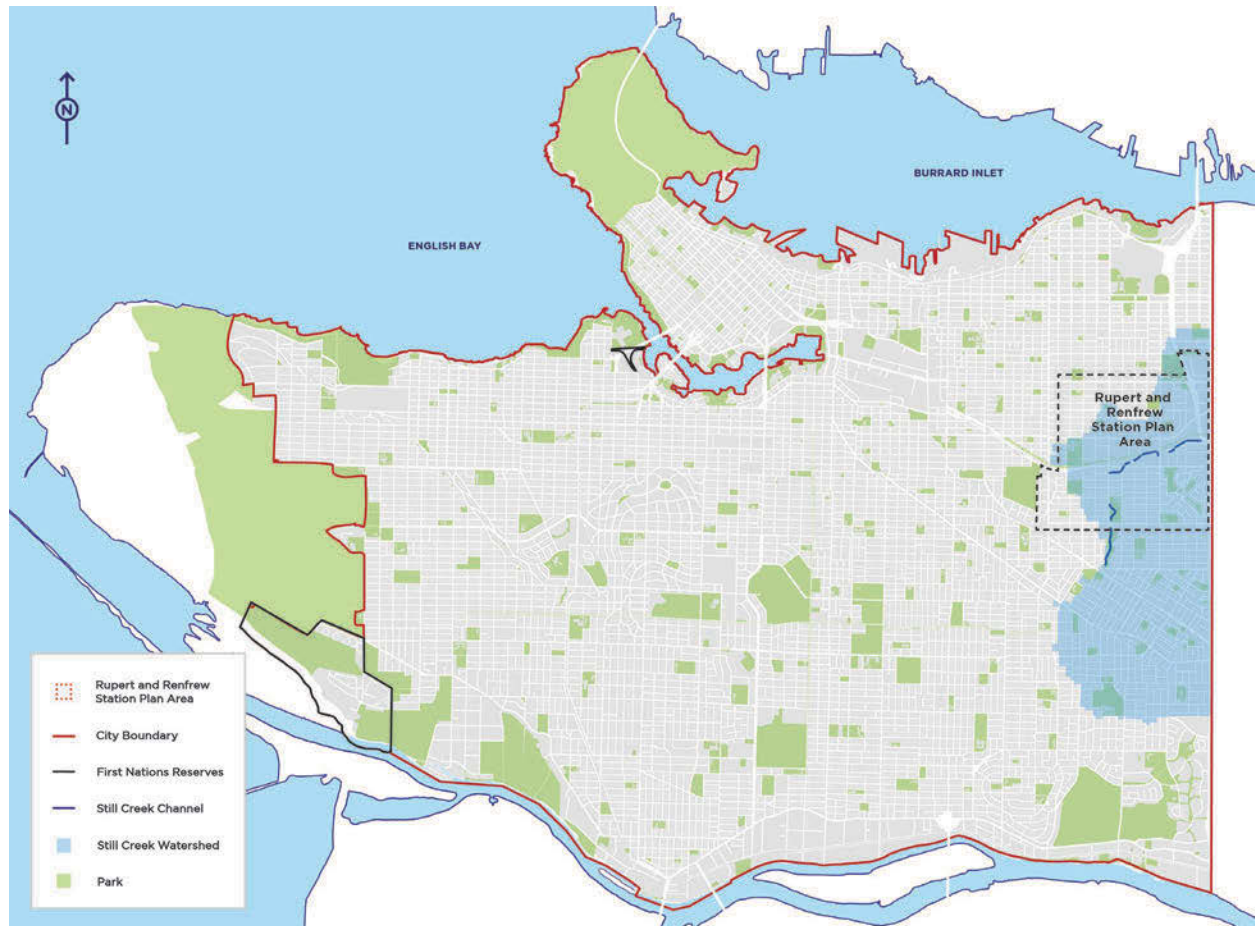 N
BURRARD INLET
ENGLISH BAY
Rupert and
Renfrew
Station Plan
Area
Rupert and Renfrew
Station Plan Area
City Boundary
First Nations Reserves
Still Creek Channel
Still Creek Watershed
Park